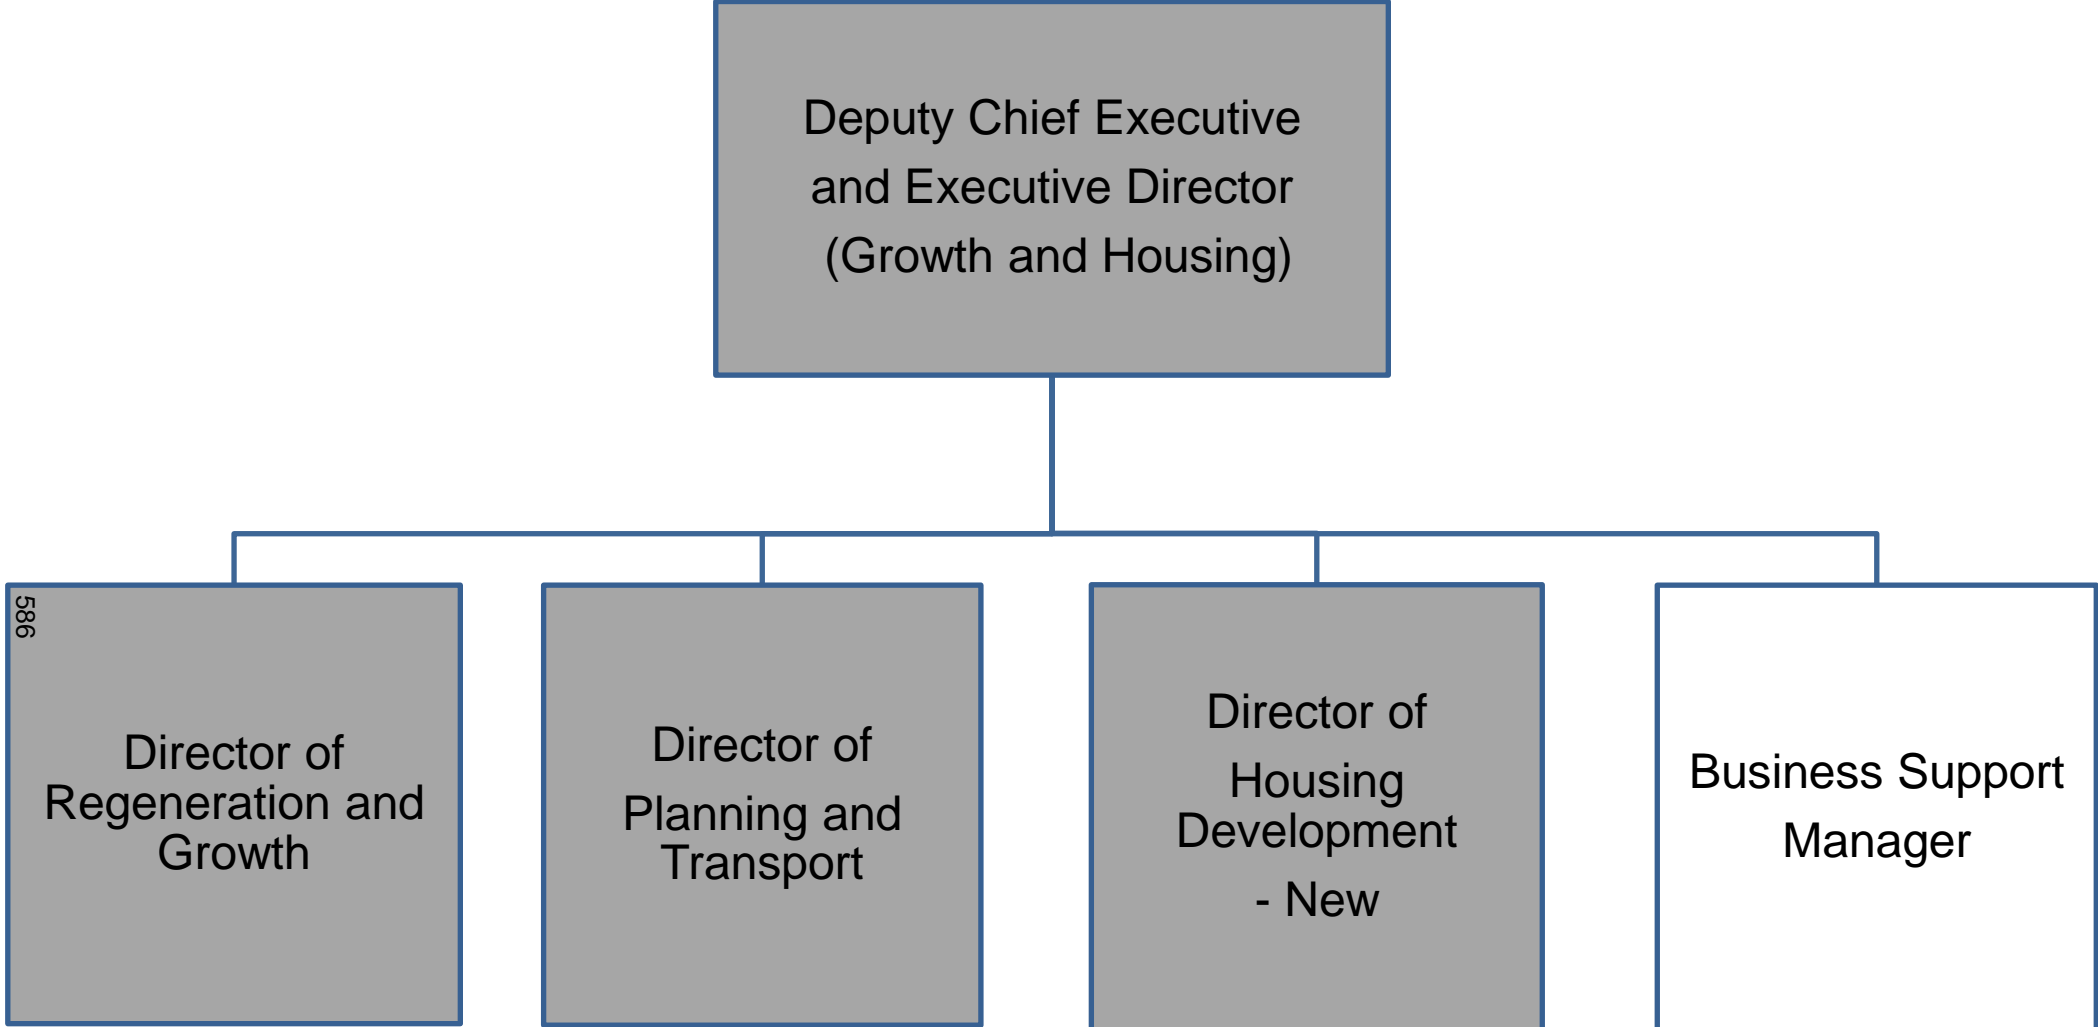 Deputy Chief Executive
and Executive Director
(Growth and Housing)
586
Director of
Regeneration and
Growth
Director of
Planning and
Transport
Director of
Housing
Development
- New
Business Support
Manager